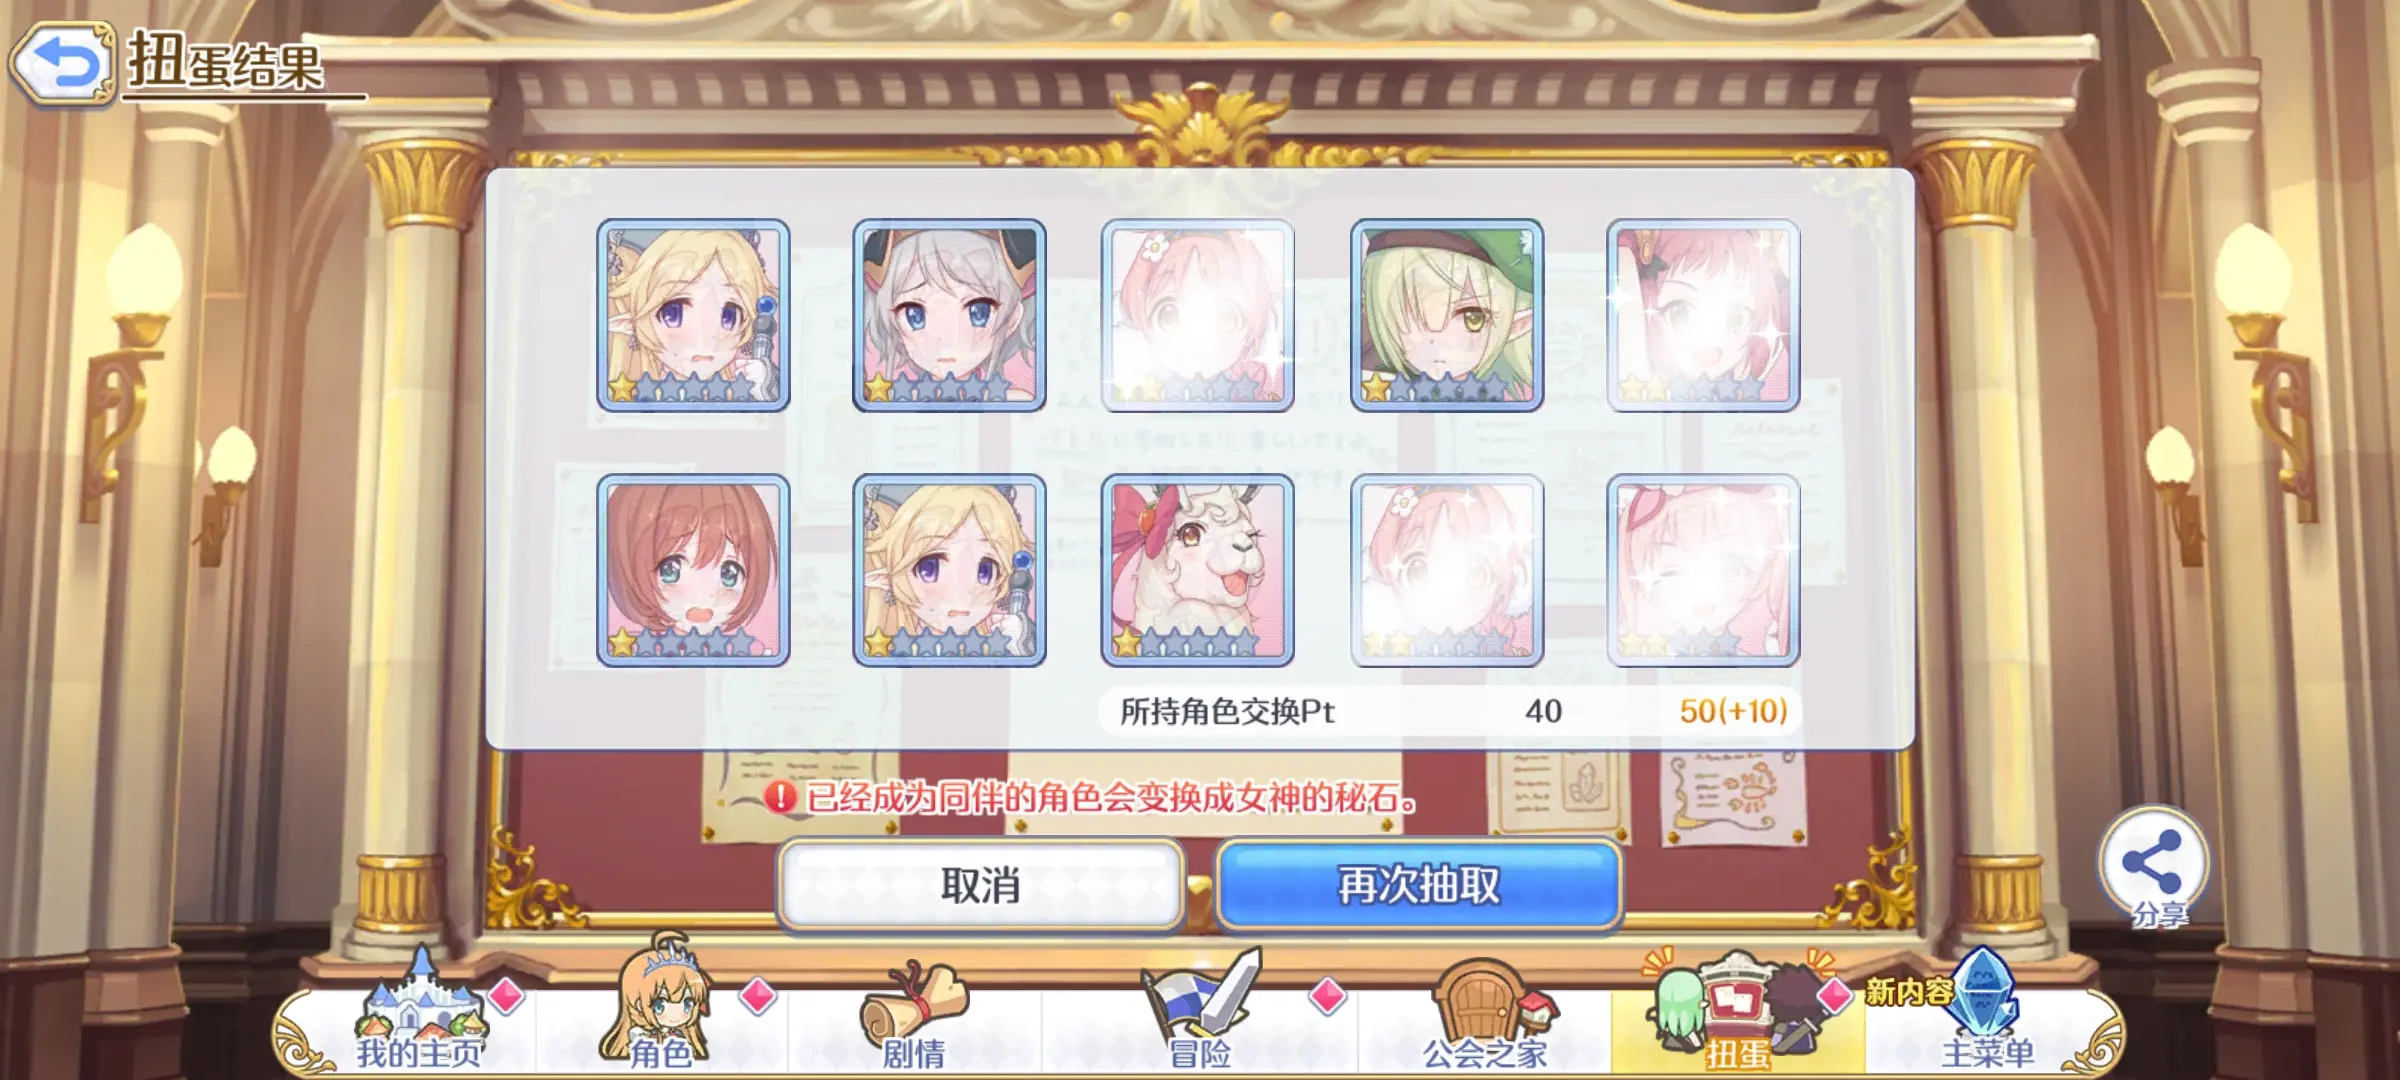 扭蛋结果
所持角色交换Pt 40 50(+10)
已经成为同伴的角色会变换成女神的秘石。
取消
再次抽取
分享
新内容
我的主页
角色
剧情
冒险
公会之家
扭蛋
主菜单